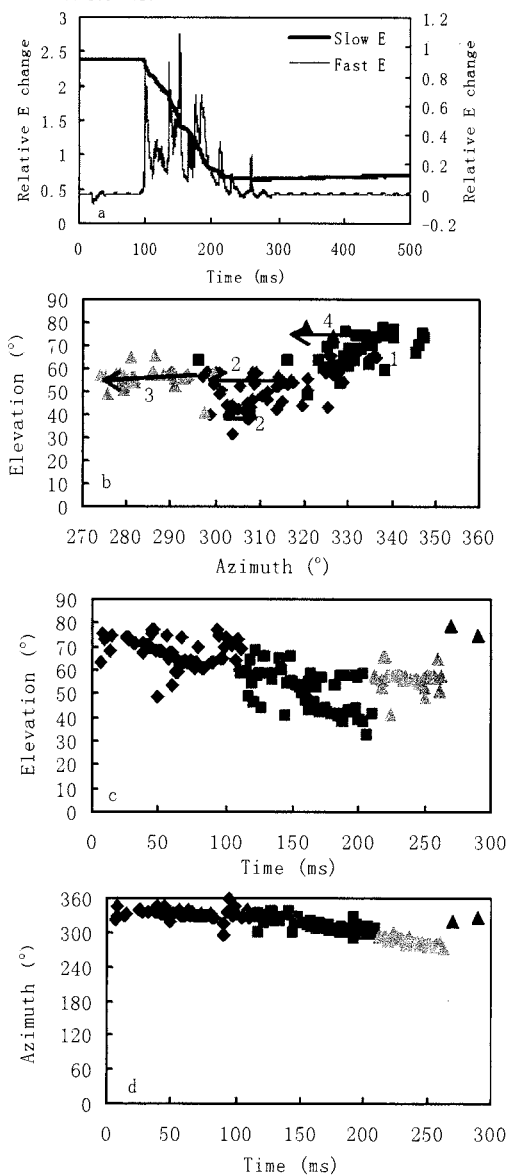 3
2.5
2
1.5
1
0.5
0
Relative E change
1.2
1
0.8
0.6
0.4
0.2
0
-0.2
Relative E change
Slow E
Fast E
a
0 100 200 300 400 500
Time (ms)
90
80
70
60
50
40
30
20
10
0
Elevation (°)
4
1
2
3
2
b
270 280 290 300 310 320 330 340 350 360
Azimuth (°)
90
80
70
60
50
40
30
20
10
0
Elevation (°)
c
0 50 100 150 200 250 300
Time (ms)
360
300
240
180
120
60
0
Azimuth (°)
d
0 50 100 150 200 250 300
Time (ms)